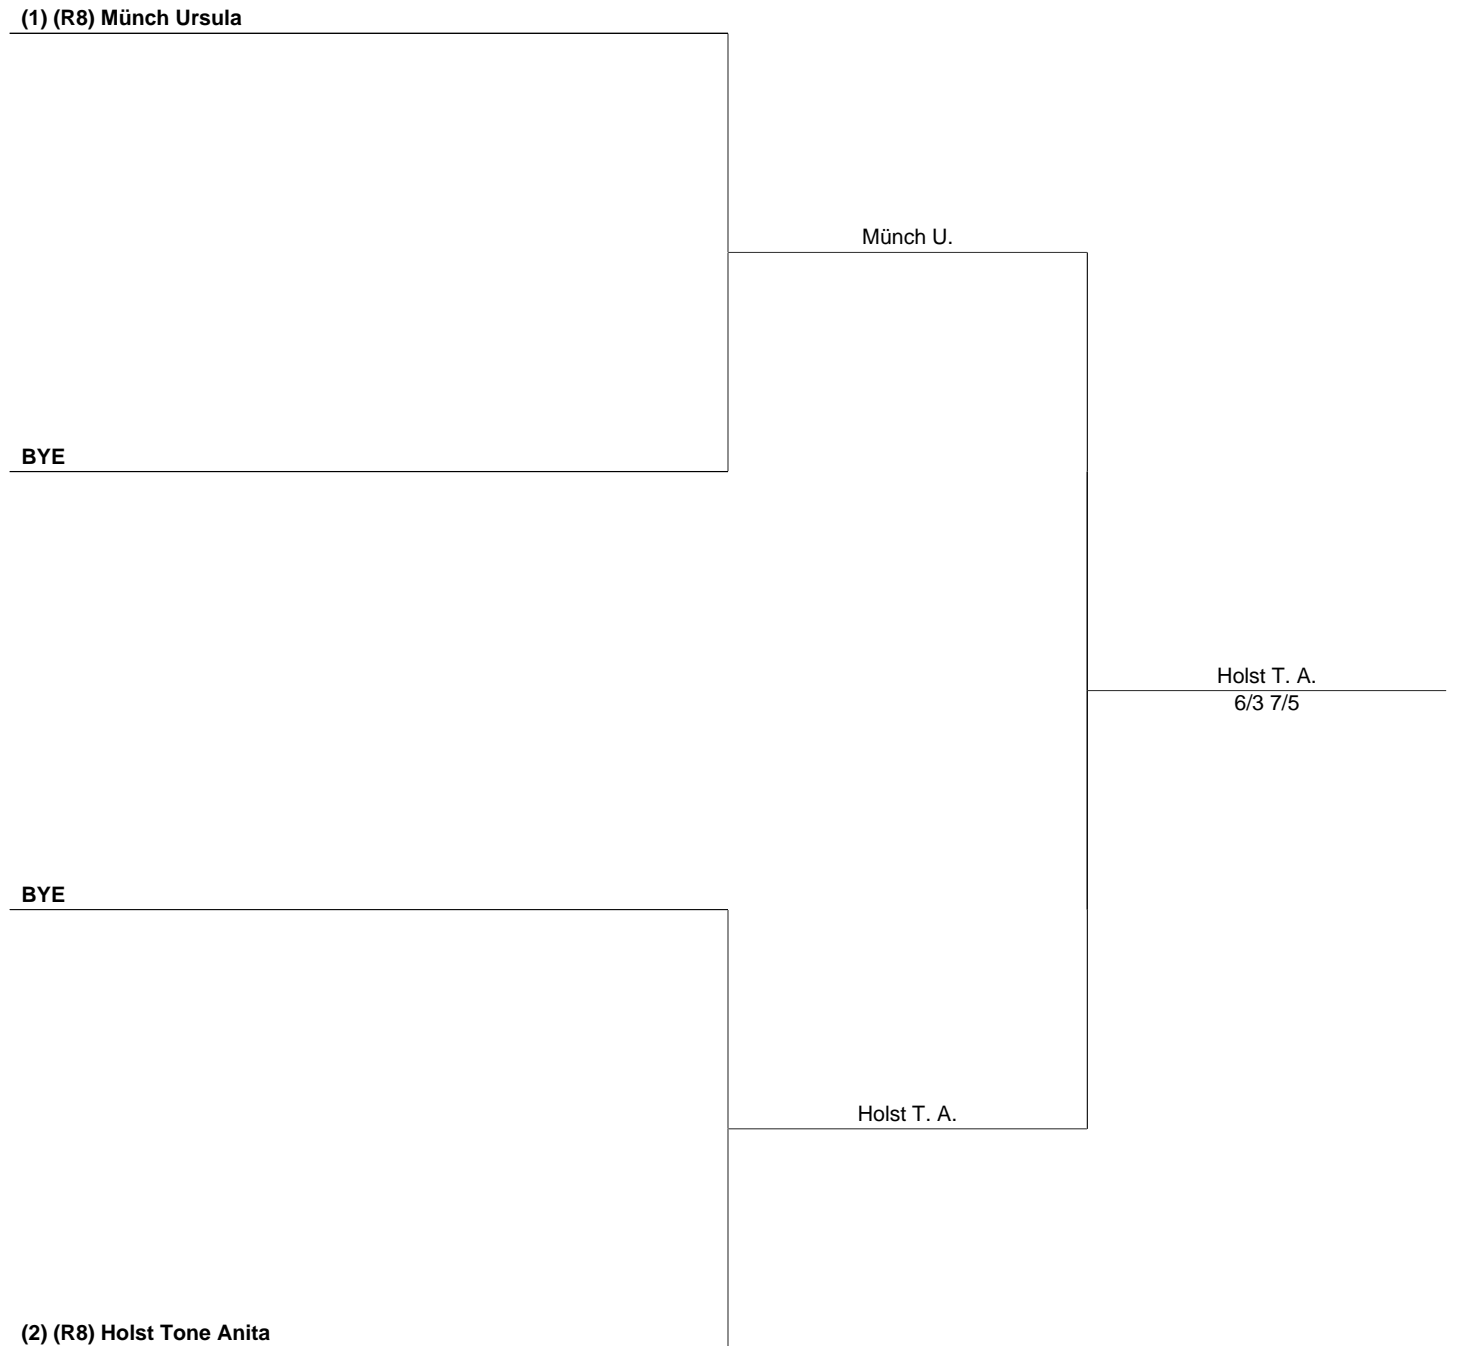 (1) (R8) Münch Ursula
Münch U.
BYE
Holst T. A.
6/3 7/5
BYE
Holst T. A.
(2) (R8) Holst Tone Anita